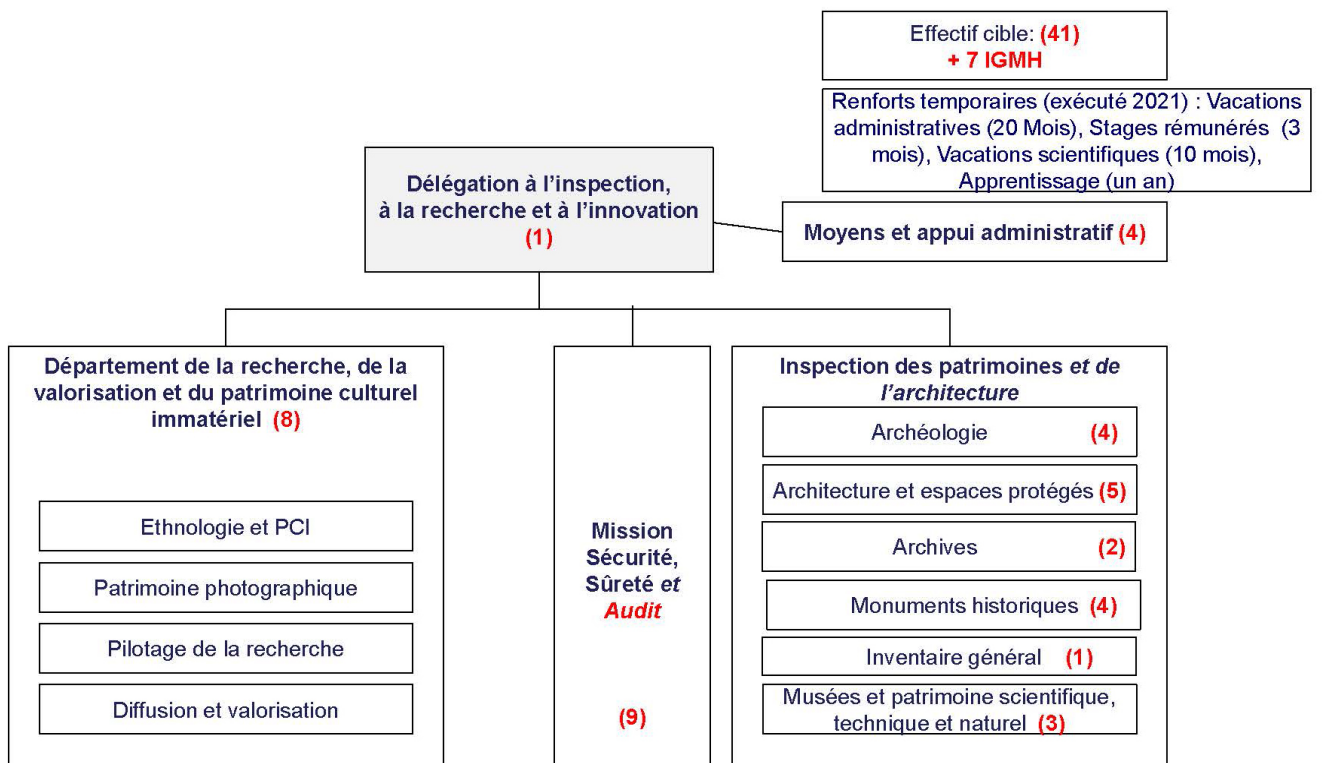 Effectif cible: (41)
+ 7 IGMH
Renforts temporaires (exécuté 2021) : Vacations
administratives (20 Mois), Stages rémunérés (3
mois), Vacations scientifiques (10 mois),
Apprentissage (un an)
Délégation à l’inspection,
à la recherche et à l’innovation
(1)
Moyens et appui administratif (4)
Département de la recherche, de la
valorisation et du patrimoine culturel
immatériel (8)
Ethnologie et PCI
Patrimoine photographique
Pilotage de la recherche
Diffusion et valorisation
Mission
Sécurité,
Sûreté et
Audit
(9)
Inspection des patrimoines et de
l’architecture
Archéologie (4)
Architecture et espaces protégés (5)
Archives (2)
Monuments historiques (4)
Inventaire général (1)
Musées et patrimoine scientifique,
technique et naturel (3)